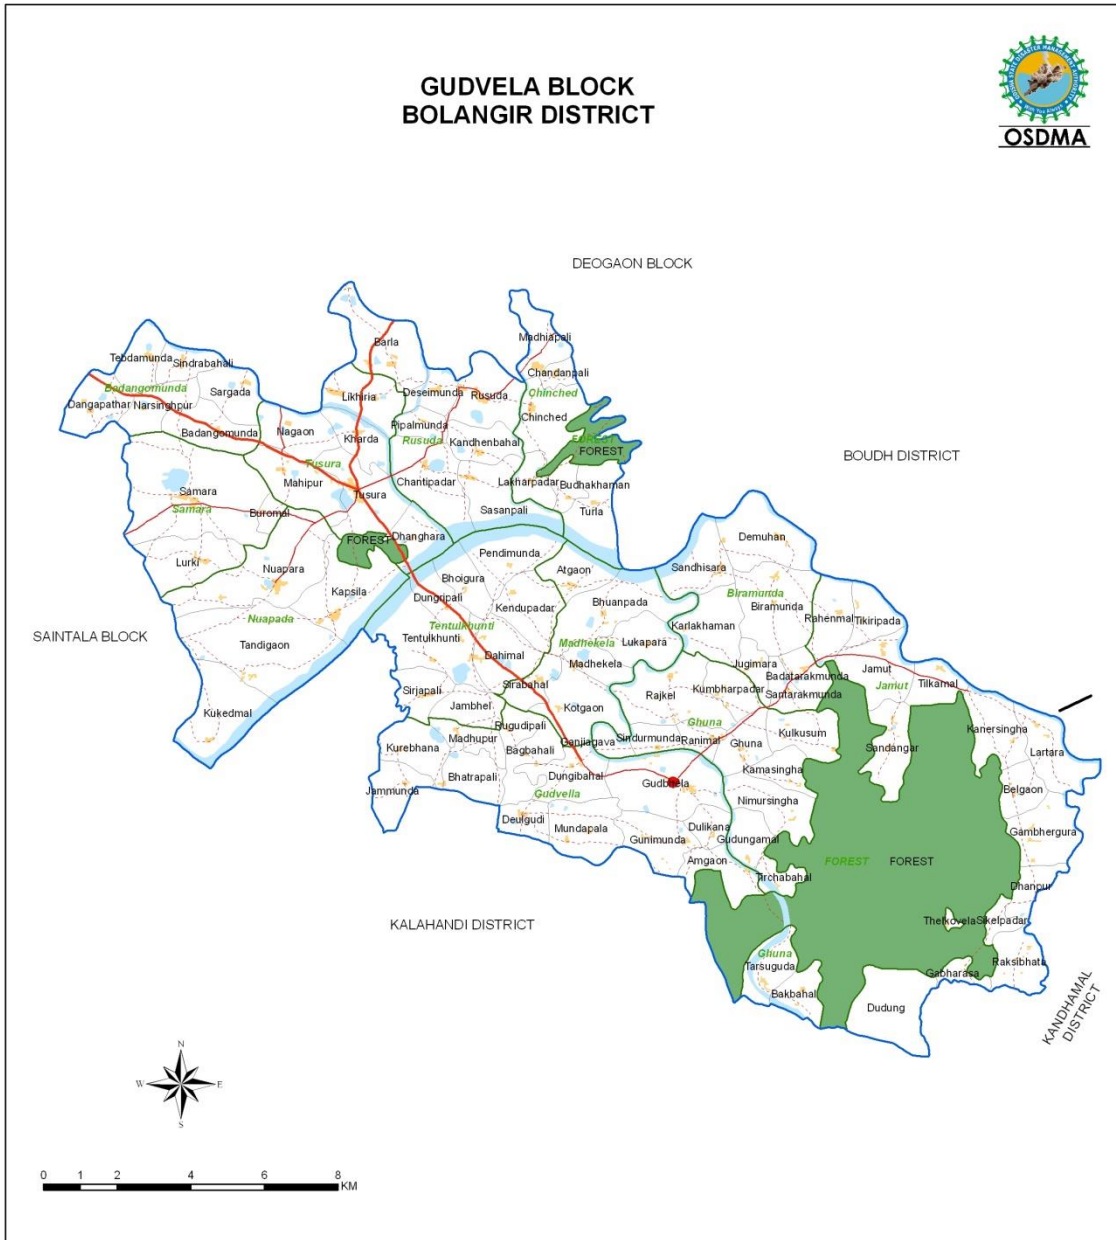 GUDVELA BLOCK
BOLANGIR DISTRICT
OSDMA
DEOGAON BLOCK
BOUDH DISTRICT
SAINTALA BLOCK
KALAHANDI DISTRICT
KANDHAMAL
DISTRICT
Barla
Madhiapali
Tebdamunda
Sindrabahali
Chandanpali
Badangomunda
Sargada
Likhiria
Deseimunda
Rusuda
Chinched
Dangapathar
Narsinghpur
Chinched
Pipalmunda
Badangomunda
Nagaon
Kharda
Rusuda
Kandhenbahal
FOREST
FOREST
Tusura
Mahipur
Chantipadar
Lakharpadar
Budhakhaman
Samara
Tusura
Samara
Buromal
Sasanpali
Turla
FOREST
Dhanghara
Demuhan
Pendimunda
Lurki
Nuapara
Bhoigura
Atgaon
Sandhisara
Kapsila
Dungripali
Kendupadar
Bhuanpada
Biramunda
Biramunda
Nuapada
Tentulkhunti
Karlakhaman
Rahenmal
Tikiripada
Tandigaon
Tentulkhunti
Madhekela
Lukapara
Dahimal
Madhekela
Jugimara
Badatarakmunda
Jamut
Sirjapali
Sirabahal
Rajkel
Kumbharpadar
Santarakmunda
Jamut
Tilkamal
Kukedmal
Jambhel
Kotgaon
Rugudipali
Ghuna
Kanersingha
Kurebhana
Madhupur
Bagbahali
Ganjiagava
Sindurmunda
Ranimal
Ghuna
Kulkusum
Sandangar
Lartara
Jammunda
Bhatrapali
Dungibahal
Gudbhela
Kamasingha
Belgaon
Gudvella
Nimursingha
Deulgudi
Mundapala
Gunimunda
Dulikana
Gudungamal
Gambhergura
Amgaon
FOREST
FOREST
Tirchabahal
Dhanpur
Thefkovela
Sikelpadar
Ghuna
Tarsuguda
Gabharasa
Raksibhata
Bakbahal
Dudung
N
W
E
S
0 1 2 4 6 8
KM